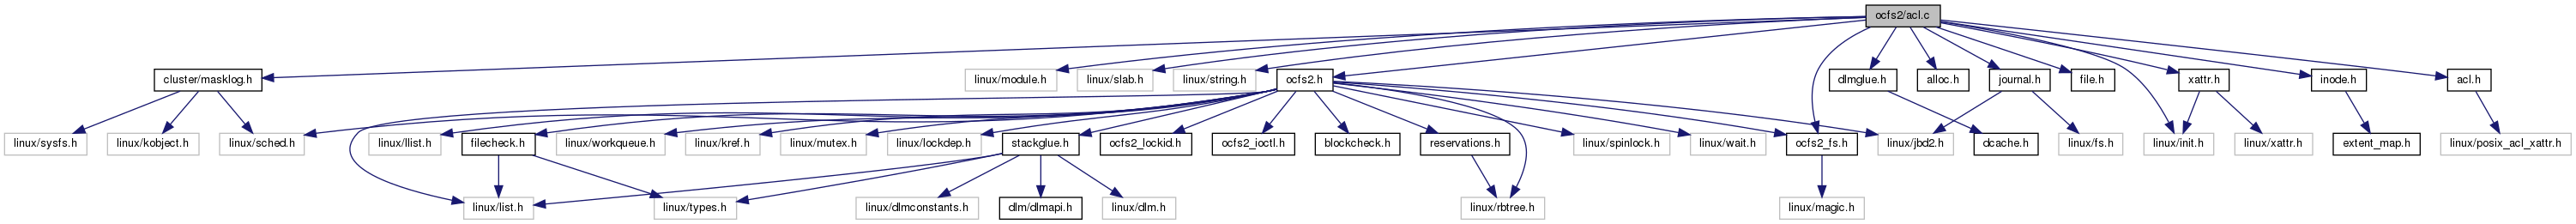 ocfs2/acl.c
cluster/masklog.h
linux/module.h
linux/slab.h
linux/string.h
ocfs2.h
dlmglue.h
alloc.h
journal.h
file.h
xattr.h
inode.h
acl.h
linux/sysfs.h
linux/kobject.h
linux/sched.h
linux/llist.h
filecheck.h
linux/workqueue.h
linux/kref.h
linux/mutex.h
linux/lockdep.h
stackglue.h
ocfs2_lockid.h
ocfs2_ioctl.h
blockcheck.h
reservations.h
linux/spinlock.h
linux/wait.h
ocfs2_fs.h
linux/jbd2.h
dcache.h
linux/fs.h
linux/init.h
linux/xattr.h
extent_map.h
linux/posix_acl_xattr.h
linux/list.h
linux/types.h
linux/dlmconstants.h
dlm/dlmapi.h
linux/dlm.h
linux/rbtree.h
linux/magic.h